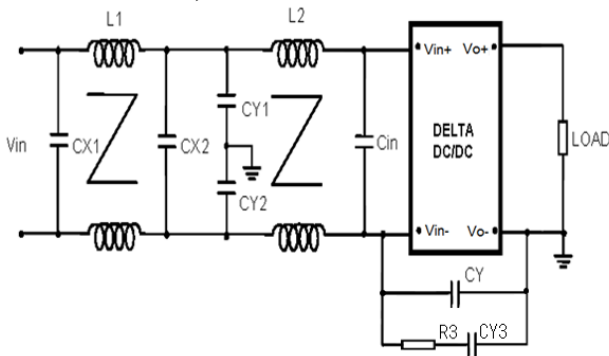 L1
L2
Vin+
Vo+
CY1
Vin
CX1
CX2
Cin
DELTA
DC/DC
LOAD
CY2
Vin-
Vo-
CY
R3
CY3